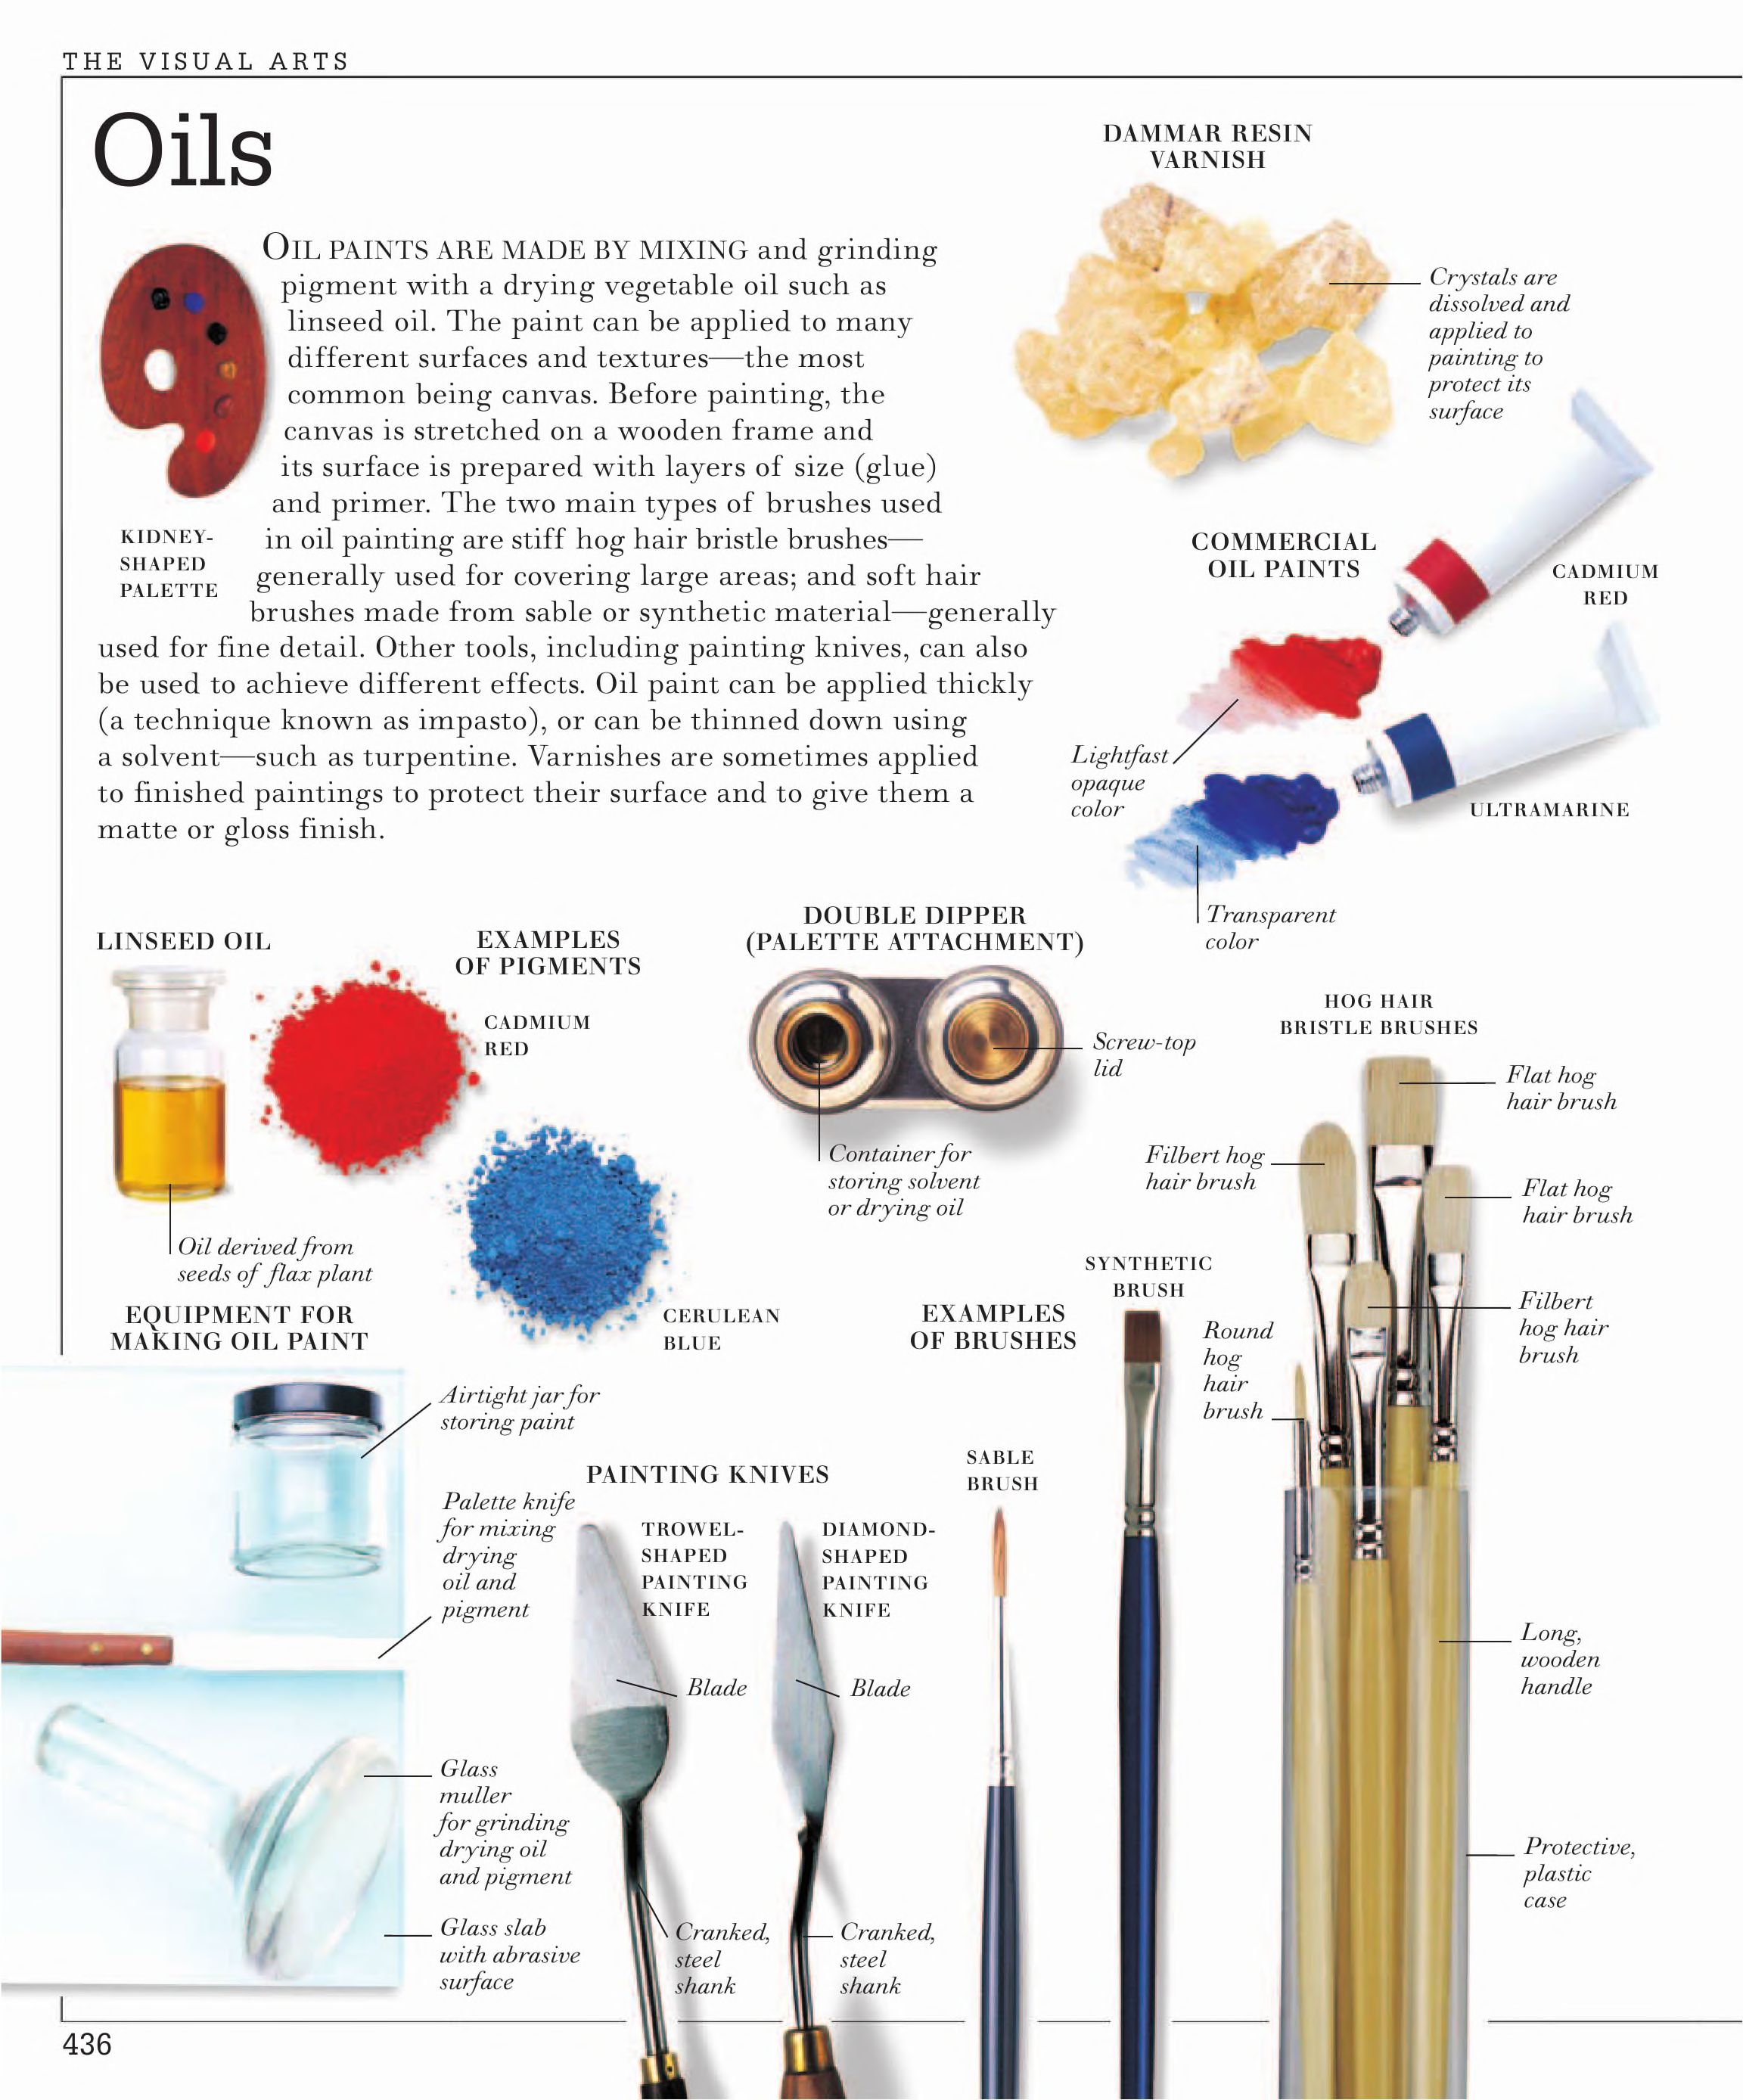 THE VISUAL ARTS
Oils
OIL PAINTS ARE MADE BY MIXING and grinding
pigment with a drying vegetable oil such as
linseed oil. The paint can be applied to many
different surfaces and textures—the most
common being canvas. Before painting, the
canvas is stretched on a wooden frame and
its surface is prepared with layers of size (glue)
and primer. The two main types of brushes used
in oil painting are stiff hog hair bristle brushes—
generally used for covering large areas; and soft hair
brushes made from sable or synthetic material—generally
used for fine detail. Other tools, including painting knives, can also
be used to achieve different effects. Oil paint can be applied thickly
(a technique known as impasto), or can be thinned down using
a solvent—such as turpentine. Varnishes are sometimes applied
to finished paintings to protect their surface and to give them a
matte or gloss finish.
KIDNEY-
SHAPED
PALETTE
DAMMAR RESIN
VARNISH
Crystals are
dissolved and
applied to
painting to
protect its
surface
COMMERCIAL
OIL PAINTS
CADMIUM
RED
Lightfast
opaque
color
ULTRAMARINE
Transparent
color
LINSEED OIL
Oil derived from
seeds of flax plant
EXAMPLES
OF PIGMENTS
CADMIUM
RED
CERULEAN
BLUE
DOUBLE DIPPER
(PALETTE ATTACHMENT)
Screw-top
lid
Container for
storing solvent
or drying oil
HOG HAIR
BRISTLE BRUSHES
Flat hog
hair brush
Filbert hog
hair brush
Flat hog
hair brush
Filbert
hog hair
brush
Round
hog
hair
brush
Long,
wooden
handle
Protective,
plastic
case
EXAMPLES
OF BRUSHES
SYNTHETIC
BRUSH
SABLE
BRUSH
EQUIPMENT FOR
MAKING OIL PAINT
Airtight jar for
storing paint
Palette knife
for mixing
drying
oil and
pigment
Glass
muller
for grinding
drying oil
and pigment
Glass slab
with abrasive
surface
PAINTING KNIVES
TROWEL-
SHAPED
PAINTING
KNIFE
Blade
Cranked,
steel
shank
DIAMOND-
SHAPED
PAINTING
KNIFE
Blade
Cranked,
steel
shank
436